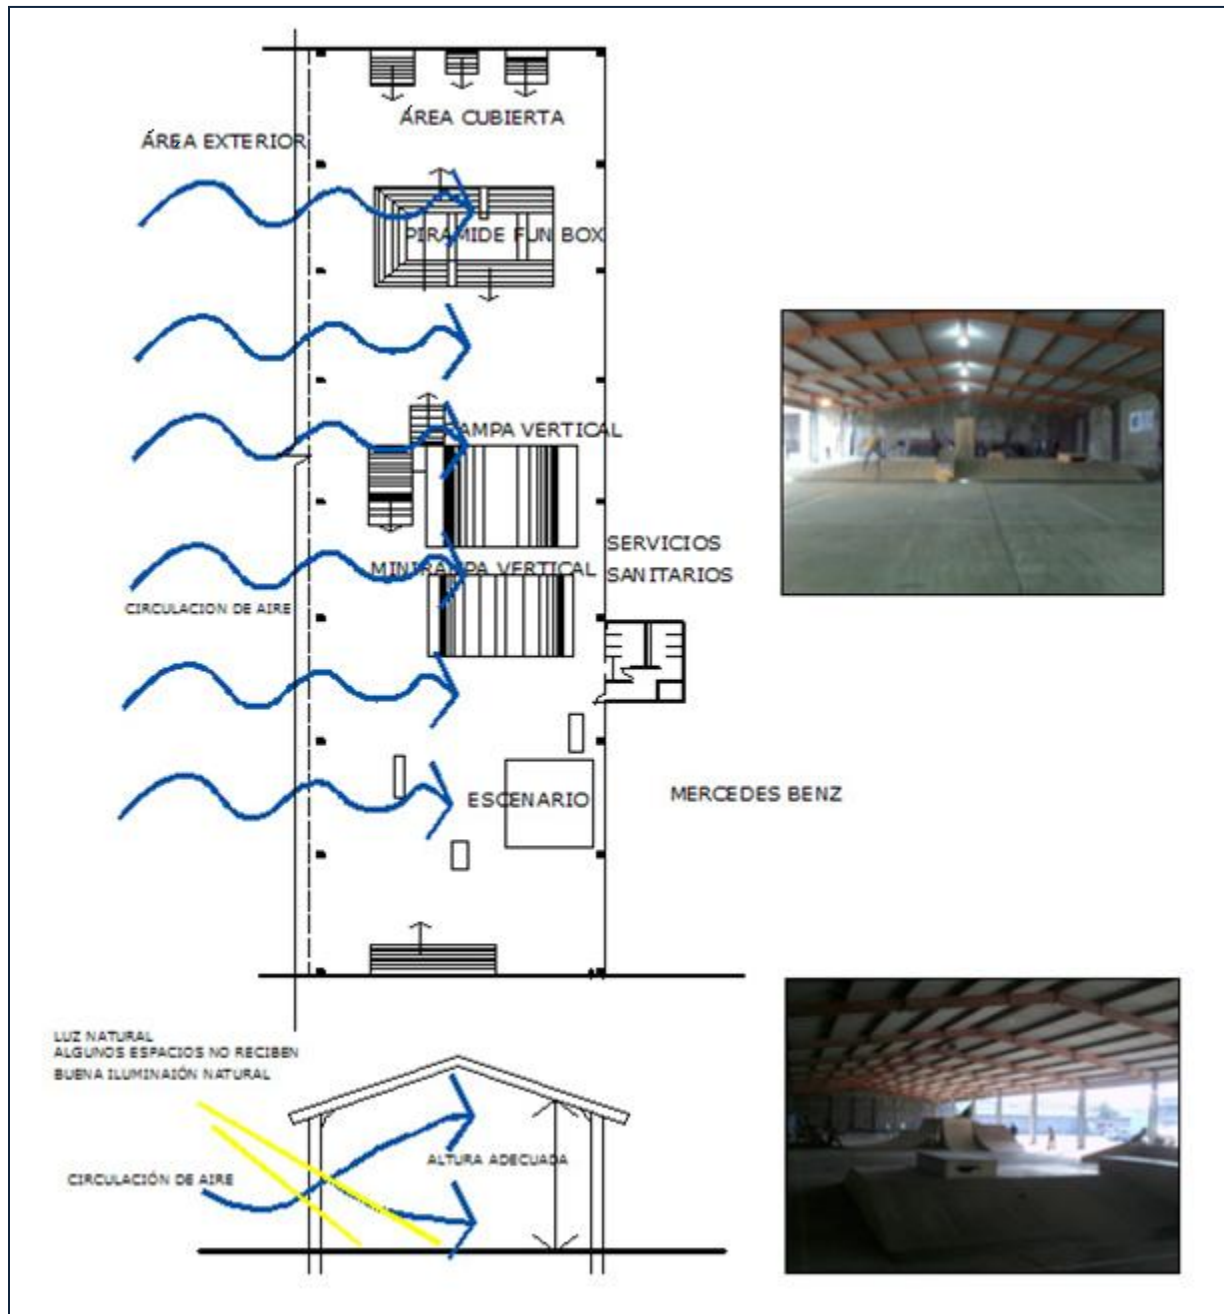 ÁREA CUBIERTA
ÁREA EXTERIOR
PIRAMIDE FUN BOX
RAMPA VERTICAL
SERVICIOS
SANITARIOS
MINIRAMPA VERTICAL
CIRCULACION DE AIRE
ESCENARIO
MERCEDES BENZ
LUZ NATURAL
ALGUNOS ESPACIOS NO RECIBEN
BUENA ILUMINAIÓN NATURAL
ALTURA ADECUADA
CIRCULACIÓN DE AIRE